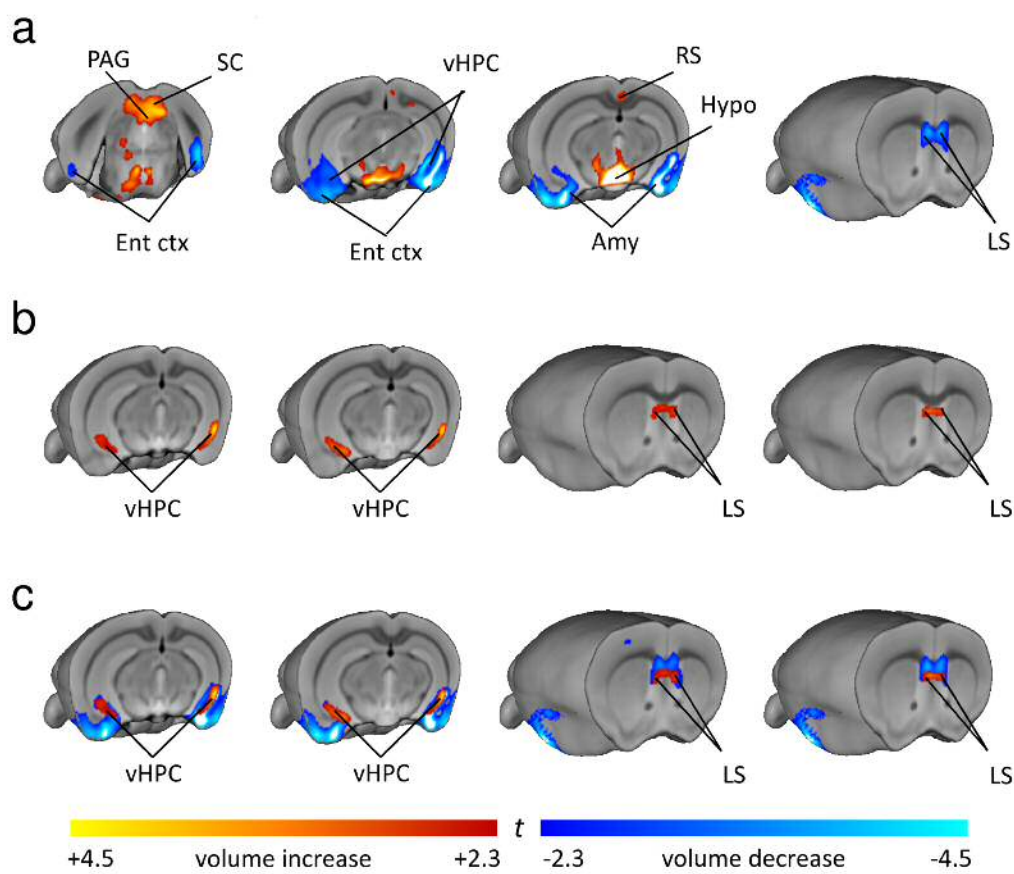 a
PAG
SC
vHPC
RS
Hypo
Ent ctx
Ent ctx
Amy
LS
b
vHPC
vHPC
LS
LS
c
vHPC
vHPC
LS
LS
t
+4.5 volume increase +2.3
-2.3 volume decrease -4.5